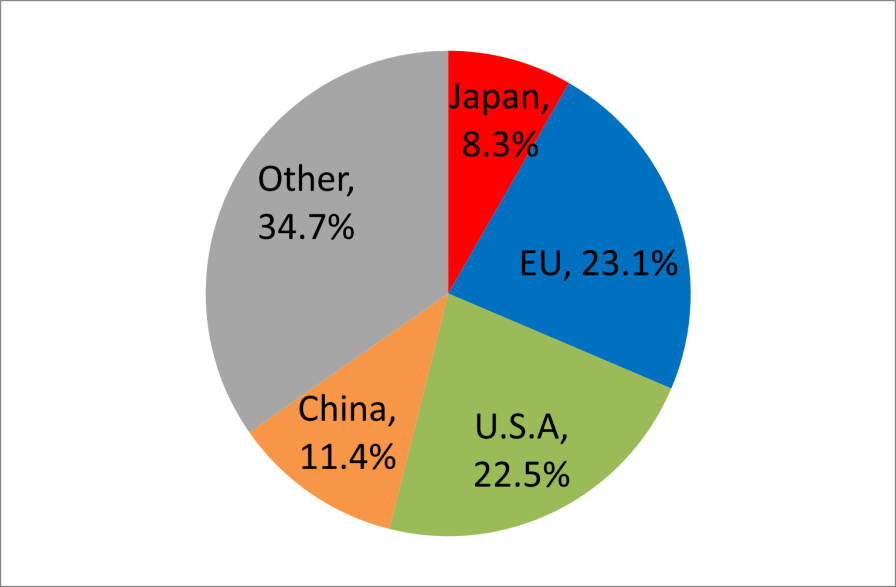 Japan,
8.3%
EU, 23.1%
U.S.A,
22.5%
China,
11.4%
Other,
34.7%